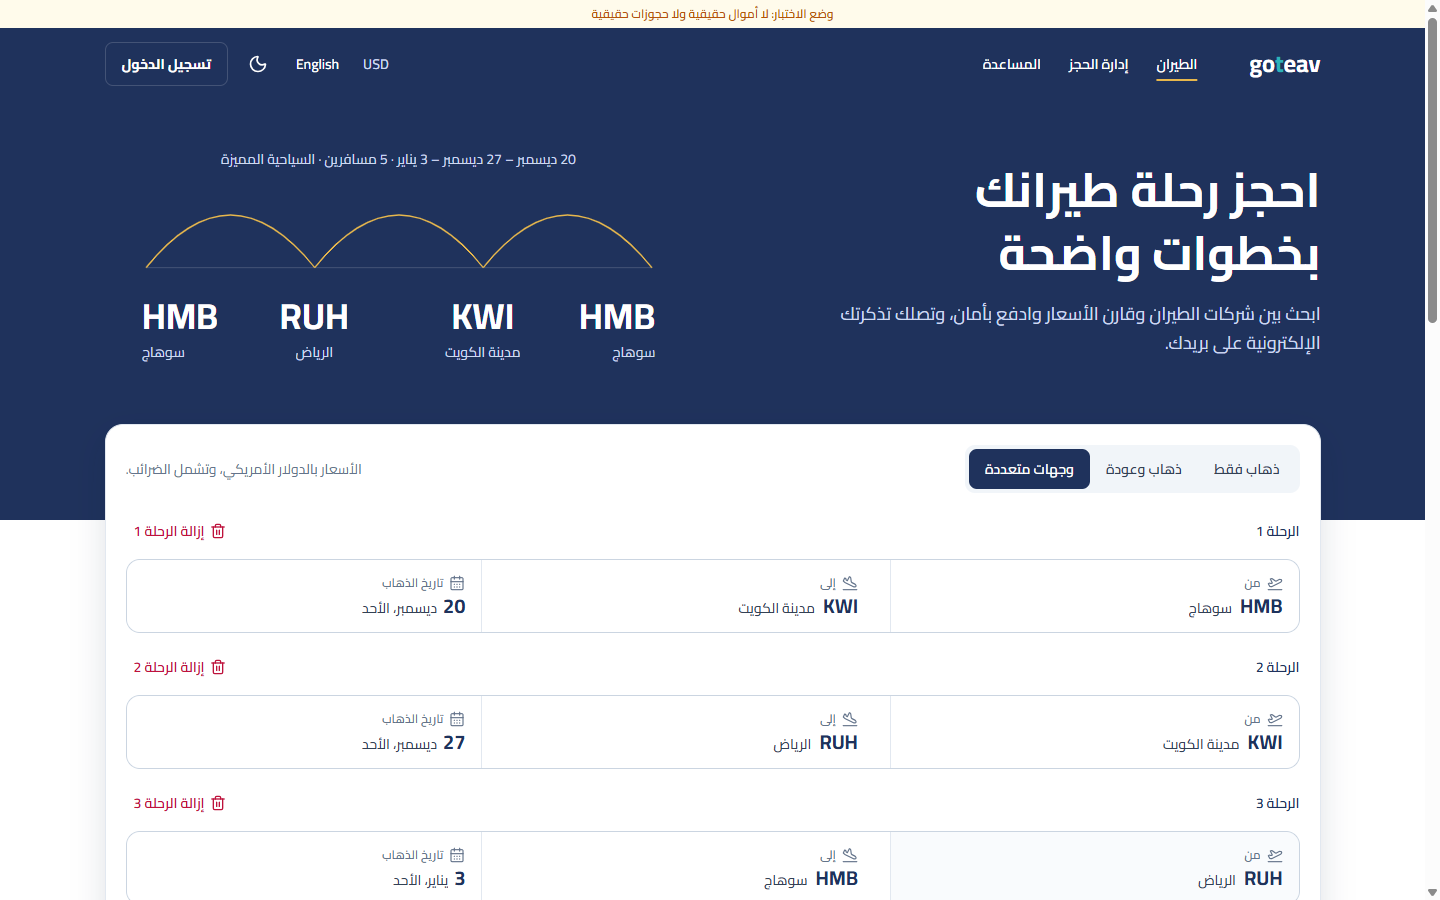 وضع الاختبار: لا أموال حقيقية ولا حجوزات حقيقية
goteav
الطيران
إدارة الحجز
المساعدة
USD
English
تسجيل الدخول
احجز رحلة طيرانك
بخطوات واضحة
ابحث بين شركات الطيران وقارن الأسعار وادفع بأمان، وتصلك تذكرتك
الإلكترونية على بريدك.
20 ديسمبر – 27 ديسمبر – 3 يناير · 5 مسافرين · السياحية المميزة
HMB
KWI
RUH
HMB
سوهاج
مدينة الكويت
الرياض
سوهاج
ذهاب فقط
ذهاب وعودة
وجهات متعددة
الأسعار بالدولار الأمريكي، وتشمل الضرائب.
الرحلة 1
إزالة الرحلة 1
من
HMB سوهاج
إلى
KWI مدينة الكويت
تاريخ الذهاب
20 ديسمبر، الأحد
الرحلة 2
إزالة الرحلة 2
من
KWI مدينة الكويت
إلى
RUH الرياض
تاريخ الذهاب
27 ديسمبر، الأحد
الرحلة 3
إزالة الرحلة 3
من
RUH الرياض
إلى
HMB سوهاج
تاريخ الذهاب
3 يناير، الأحد